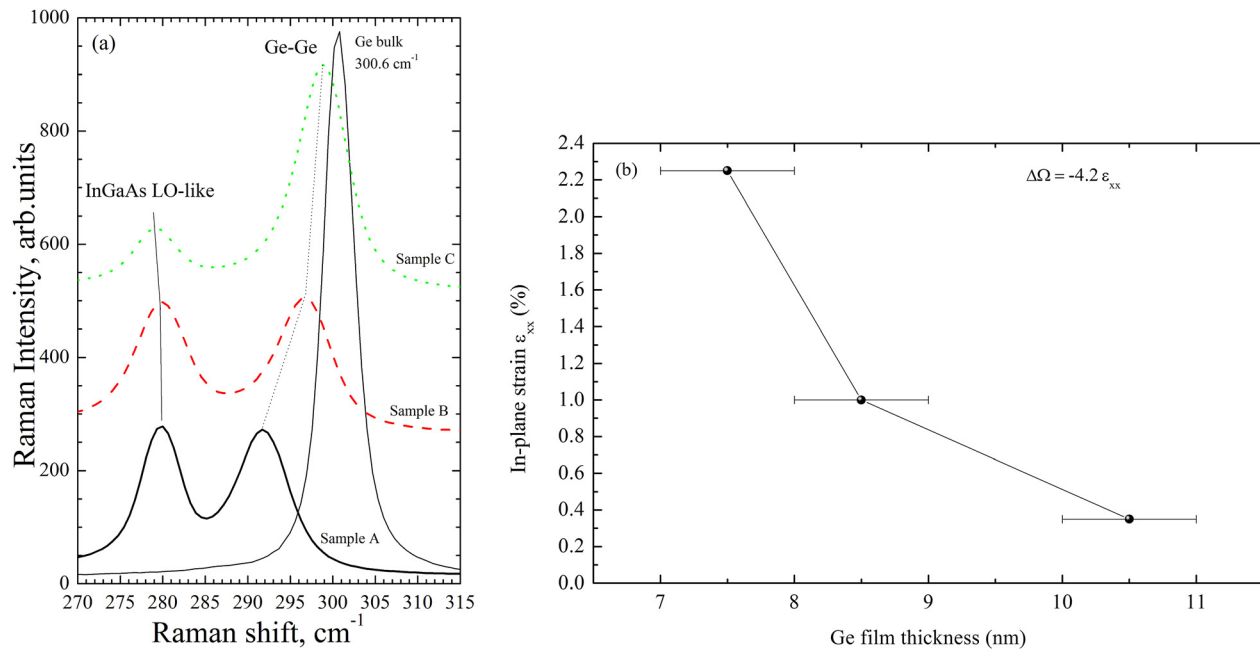 (a)
Ge-Ge
Ge bulk
300.6 cm⁻¹
InGaAs LO-like
Sample C
Sample B
Sample A
1000
800
600
400
200
0
Raman Intensity, arb.units
270 275 280 285 290 295 300 305 310 315
Raman shift, cm⁻¹
(b)
ΔΩ = -4.2 εxx
2.4
2.2
2.0
1.8
1.6
1.4
1.2
1.0
0.8
0.6
0.4
0.2
0.0
In-plane strain εxx (%)
7 8 9 10 11
Ge film thickness (nm)